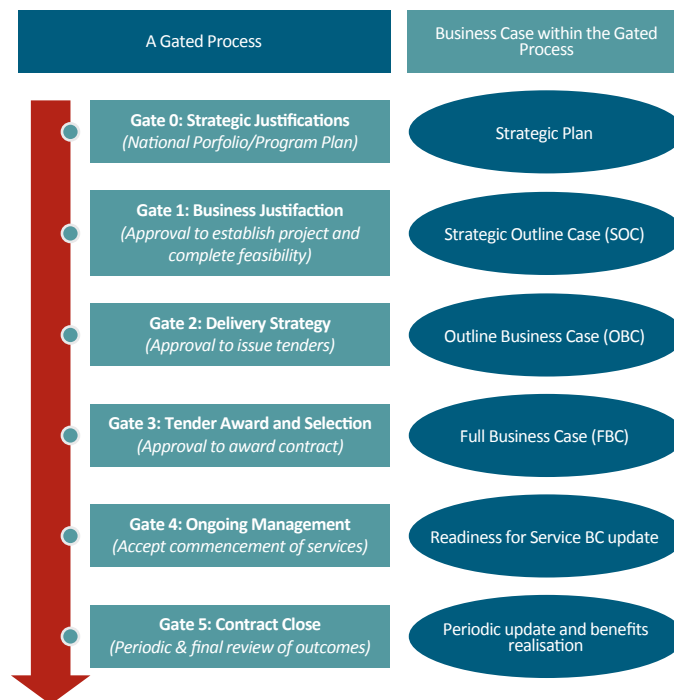 A Gated Process
Business Case within the Gated
Process
Gate 0: Strategic Justifications
(National Porfolio/Program Plan)
Strategic Plan
Gate 1: Business Justifaction
(Approval to establish project and
complete feasibility)
Strategic Outline Case (SOC)
Gate 2: Delivery Strategy
(Approval to issue tenders)
Outline Business Case (OBC)
Gate 3: Tender Award and Selection
(Approval to award contract)
Full Business Case (FBC)
Gate 4: Ongoing Management
(Accept commencement of services)
Readiness for Service BC update
Gate 5: Contract Close
(Periodic & final review of outcomes)
Periodic update and benefits
realisation